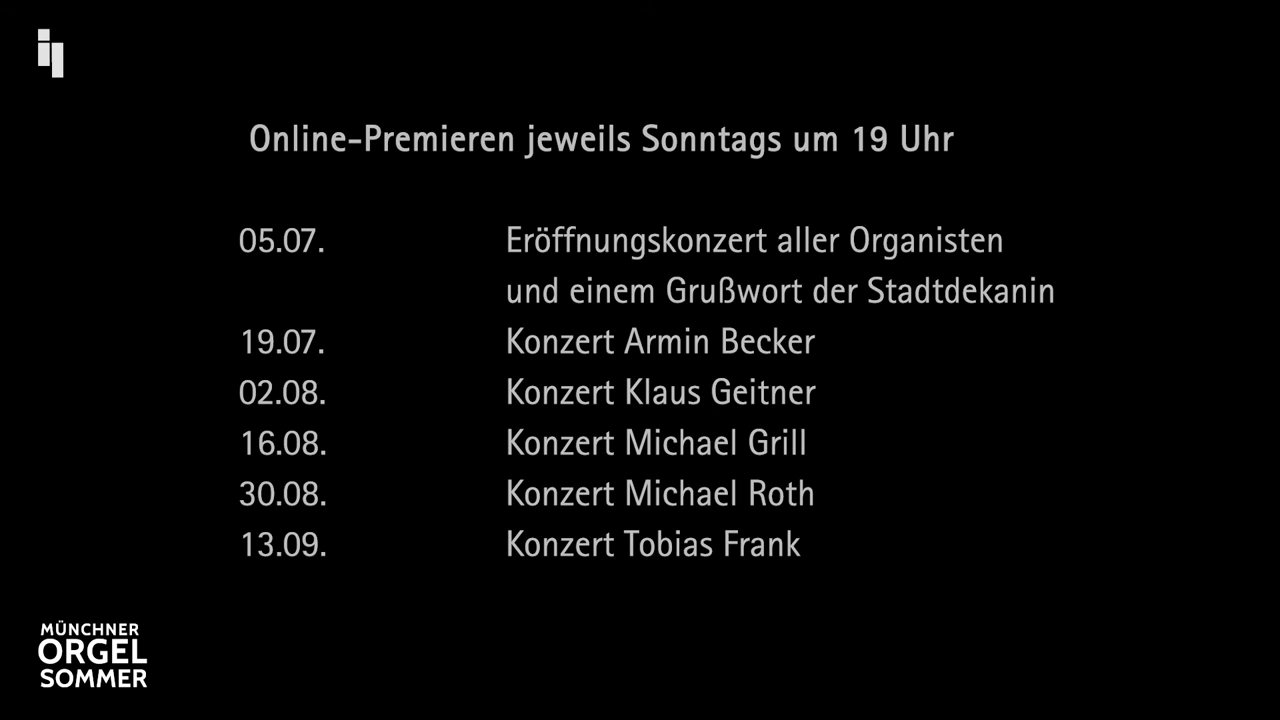 Online-Premieren jeweils Sonntags um 19 Uhr
05.07. Eröffnungskonzert aller Organisten
und einem Grußwort der Stadtdekanin
19.07. Konzert Armin Becker
02.08. Konzert Klaus Geitner
16.08. Konzert Michael Grill
30.08. Konzert Michael Roth
13.09. Konzert Tobias Frank
MÜNCHNER
ORGEL
SOMMER